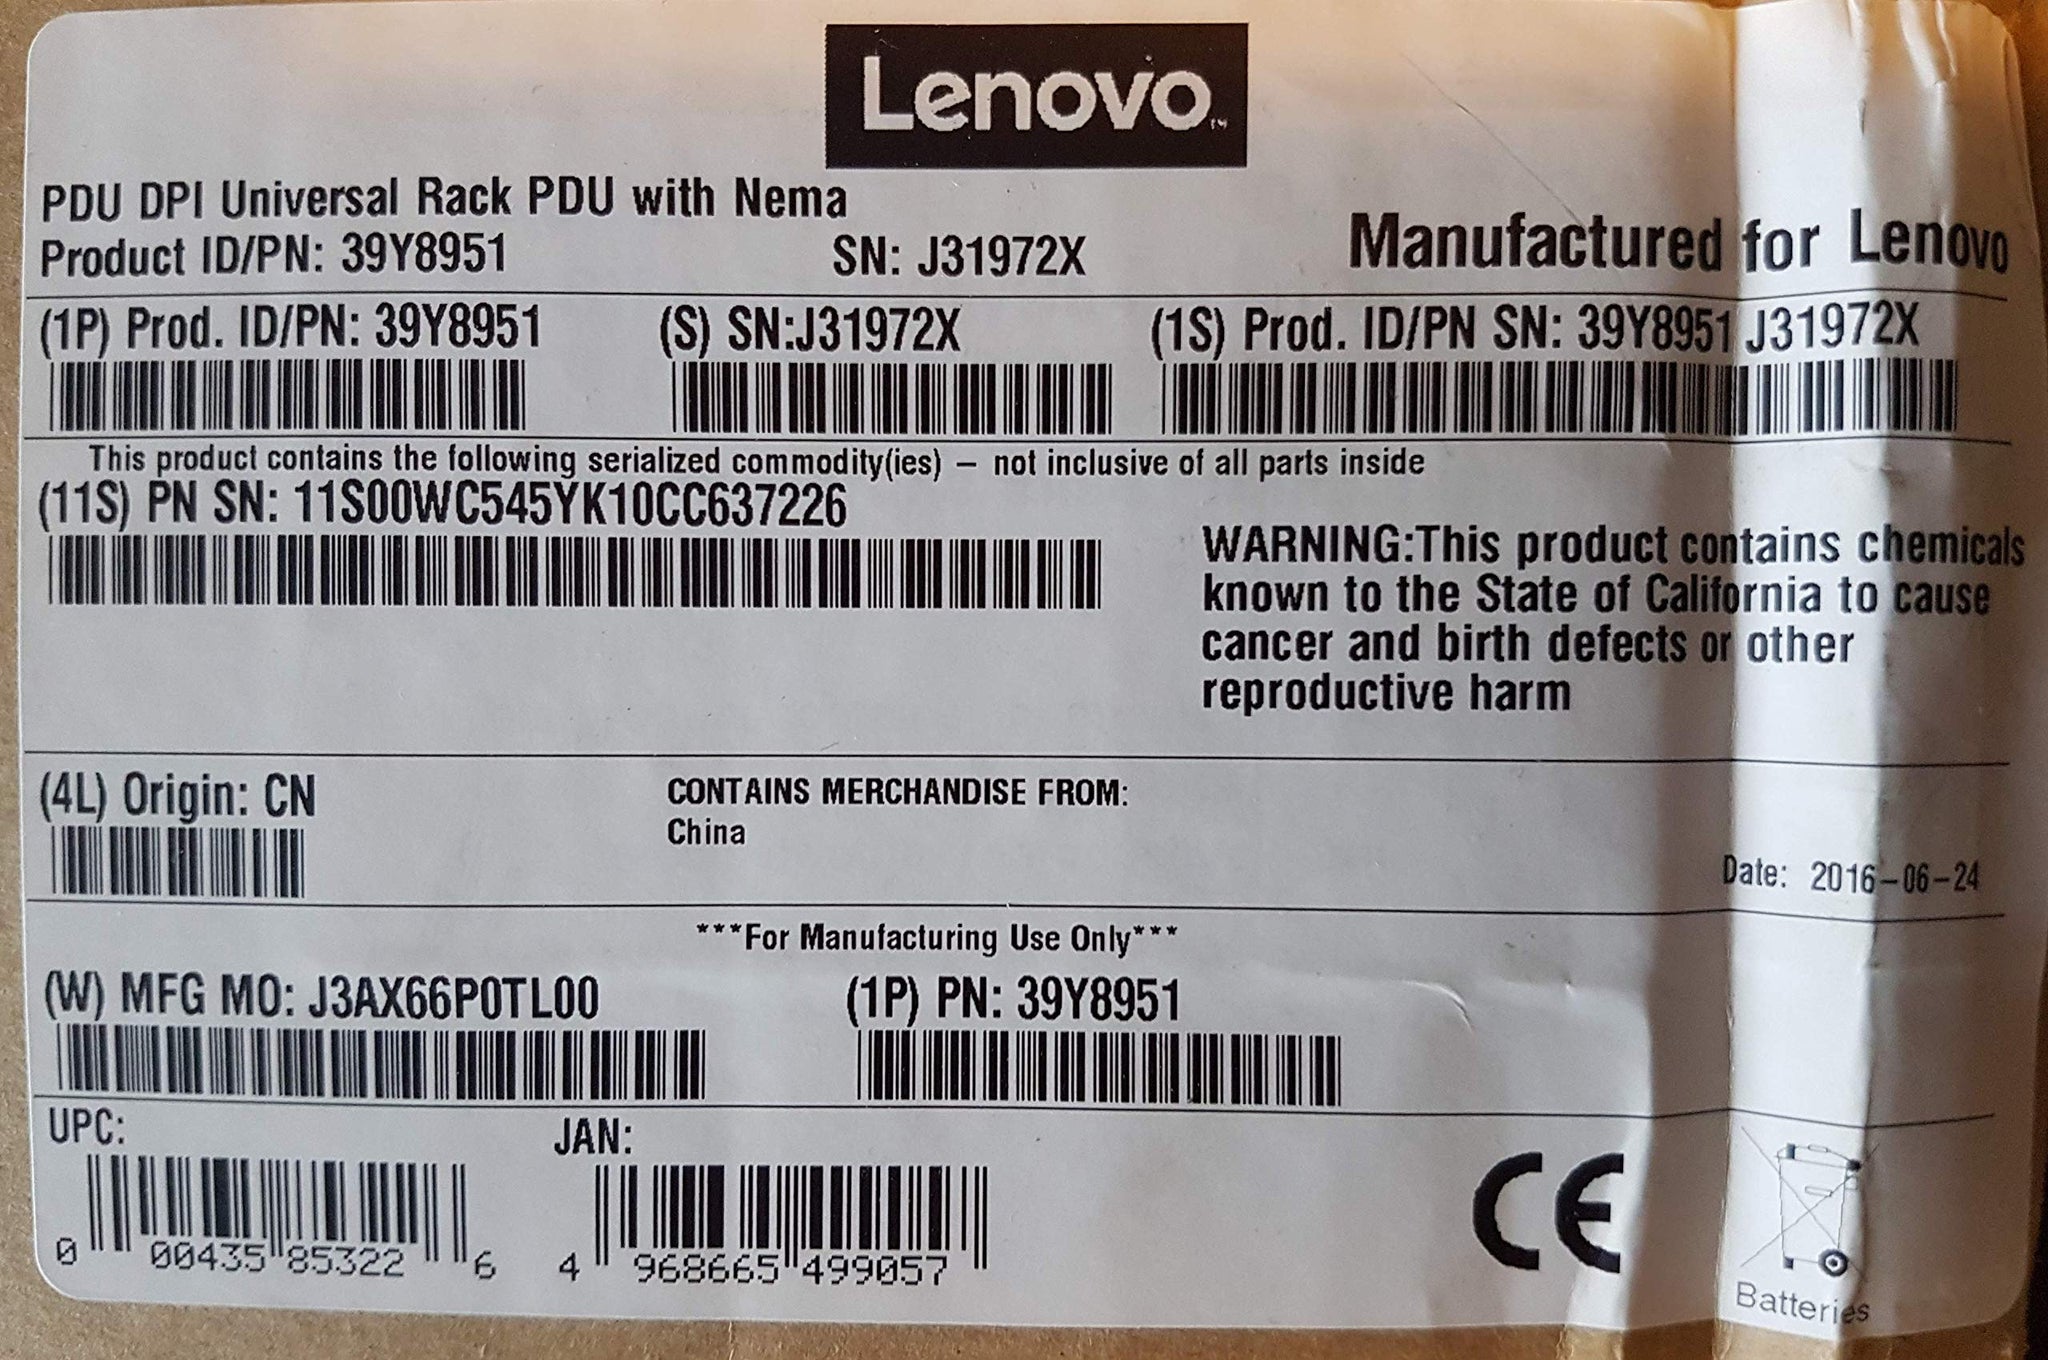 Lenovo™
PDU DPI Universal Rack PDU with Nema
Product ID/PN: 39Y8951 SN: J31972X
Manufactured for Lenovo
(1P) Prod. ID/PN: 39Y8951 (S) SN:J31972X (1S) Prod. ID/PN SN: 39Y8951 J31972X
This product contains the following serialized commodity(ies) — not inclusive of all parts inside
(11S) PN SN: 11S00WC545YK10CC637226
WARNING:This product contains chemicals
known to the State of California to cause
cancer and birth defects or other
reproductive harm
(4L) Origin: CN
CONTAINS MERCHANDISE FROM:
China
Date: 2016-06-24
***For Manufacturing Use Only***
(W) MFG MO: J3AX66P0TL00 (1P) PN: 39Y8951
UPC: JAN:
0 00435 85322 6 4 968665 499057
CE
Batteries